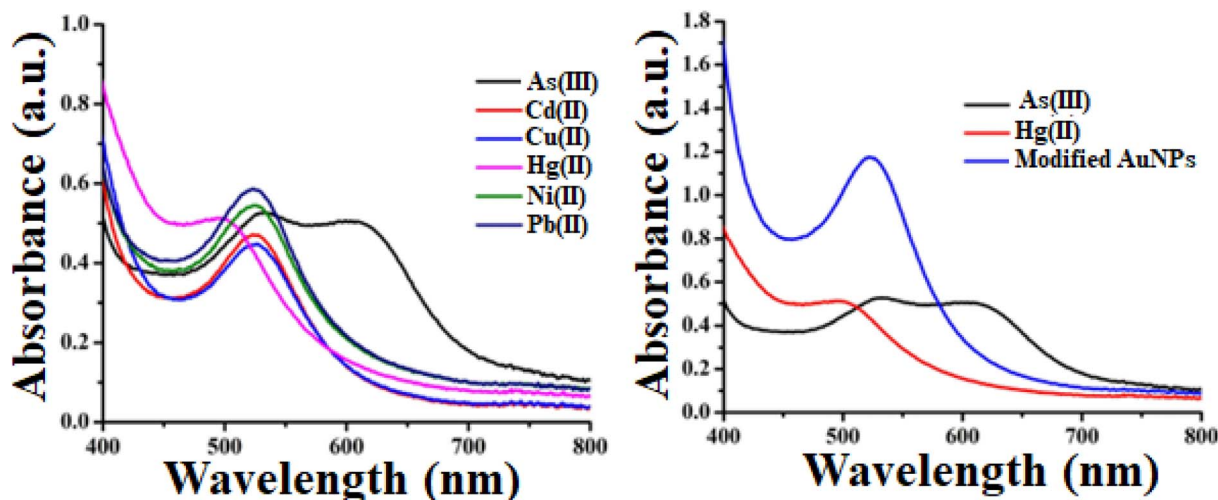 Absorbance (a.u.)
1.0
0.8
0.6
0.4
0.2
0.0
As(III)
Cd(II)
Cu(II)
Hg(II)
Ni(II)
Pb(II)
400 500 600 700 800
Wavelength (nm)
Absorbance (a.u.)
1.8
1.6
1.4
1.2
1.0
0.8
0.6
0.4
0.2
0.0
As(III)
Hg(II)
Modified AuNPs
400 500 600 700 800
Wavelength (nm)